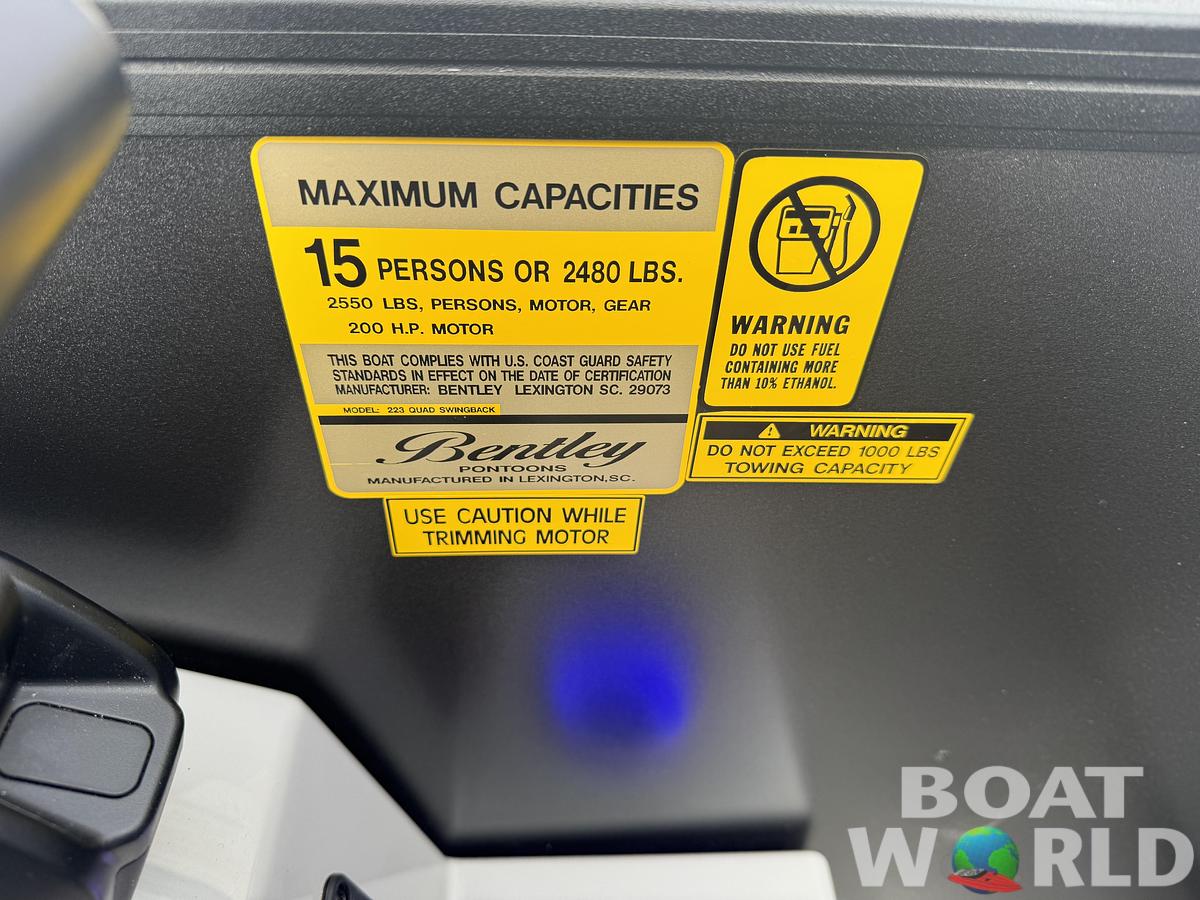 MAXIMUM CAPACITIES
15 PERSONS OR 2480 LBS.
2550 LBS, PERSONS, MOTOR, GEAR
200 H.P. MOTOR
THIS BOAT COMPLIES WITH U.S. COAST GUARD SAFETY
STANDARDS IN EFFECT ON THE DATE OF CERTIFICATION
MANUFACTURER: BENTLEY LEXINGTON SC. 29073
MODEL: 223 QUAD SWINGBACK
Bentley
PONTOONS
MANUFACTURED IN LEXINGTON,SC.
WARNING
DO NOT USE FUEL
CONTAINING MORE
THAN 10% ETHANOL.
WARNING
DO NOT EXCEED 1000 LBS
TOWING CAPACITY
USE CAUTION WHILE
TRIMMING MOTOR
BOAT
WORLD